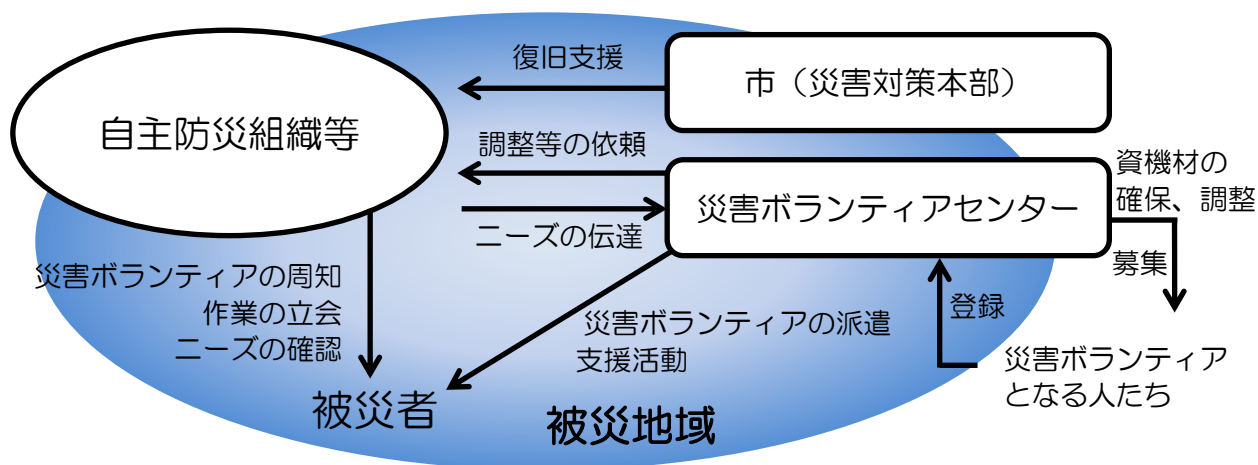 復旧支援
市（災害対策本部）
自主防災組織等
調整等の依頼
資機材の
確保、調整
災害ボランティアセンター
ニーズの伝達
募集
災害ボランティアの周知
作業の立会
ニーズの確認
登録
災害ボランティアの派遣
支援活動
災害ボランティア
となる人たち
被災者
被災地域